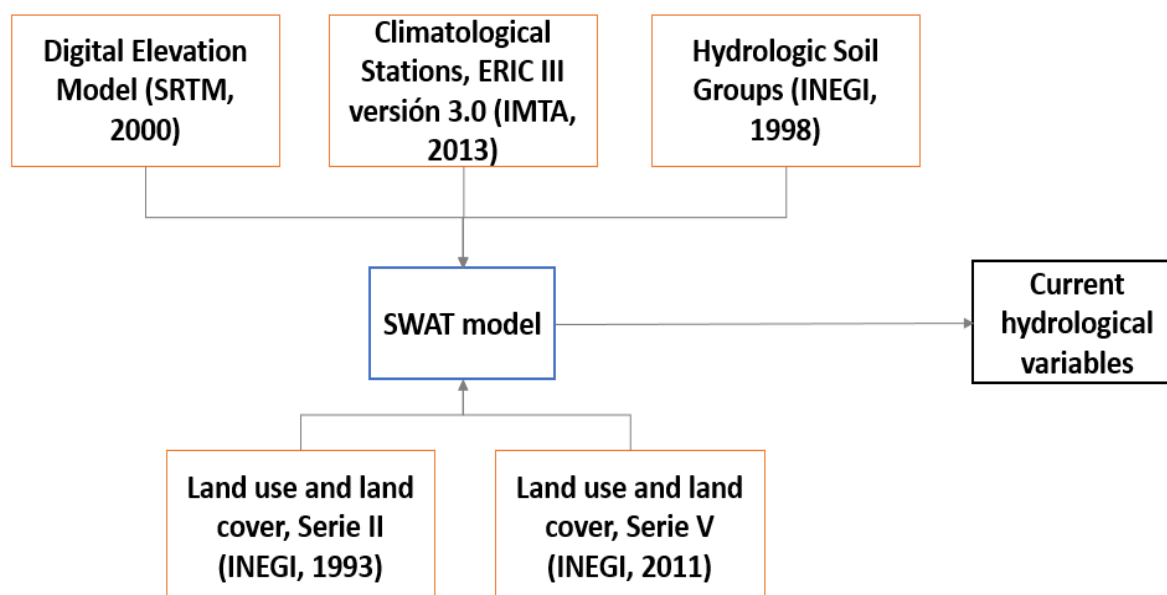 Digital Elevation
Model (SRTM,
2000)
Climatological
Stations, ERIC III
versión 3.0 (IMTA,
2013)
Hydrologic Soil
Groups (INEGI,
1998)
SWAT model
Current
hydrological
variables
Land use and land
cover, Serie II
(INEGI, 1993)
Land use and land
cover, Serie V
(INEGI, 2011)